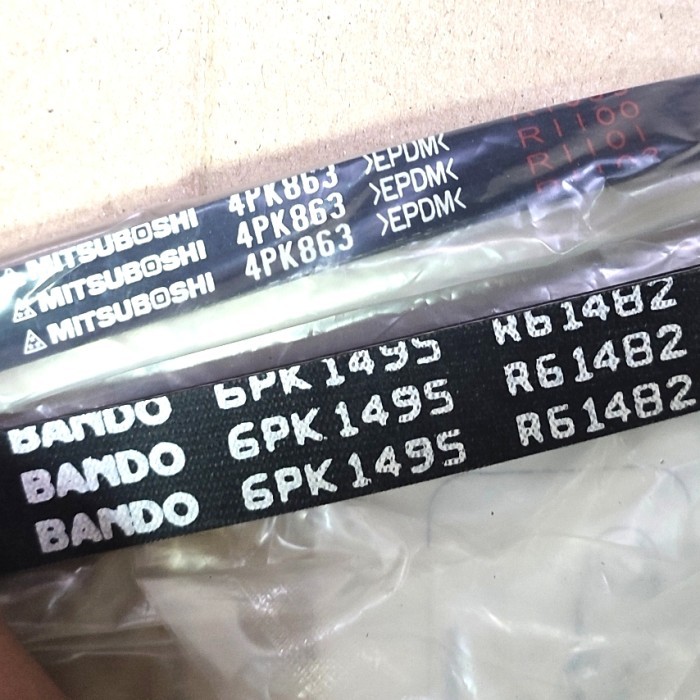 MITSUBOSHI 4PK863 >EPDM<
MITSUBOSHI 4PK863 >EPDM< R1100
MITSUBOSHI 4PK863 >EPDM< R1101
BANDO 6PK1495 R61482
BANDO 6PK1495 R61482
BANDO 6PK1495 R61482